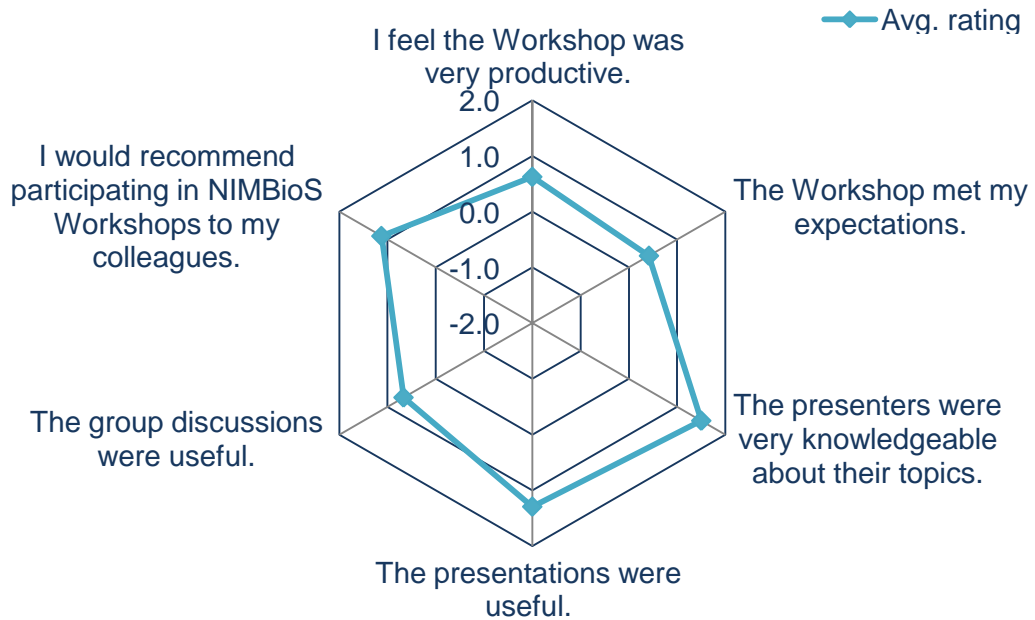 Avg. rating
I feel the Workshop was
very productive.
2.0
1.0
0.0
-1.0
-2.0
The Workshop met my
expectations.
The presenters were
very knowledgeable
about their topics.
The presentations were
useful.
The group discussions
were useful.
I would recommend
participating in NIMBioS
Workshops to my
colleagues.